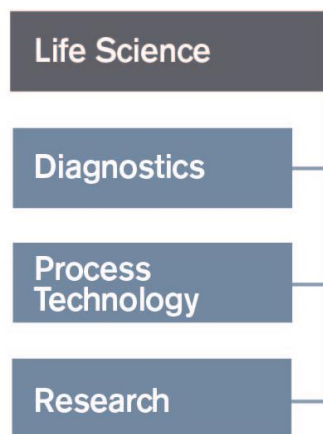 Life Science
Diagnostics
Process
Technology
Research